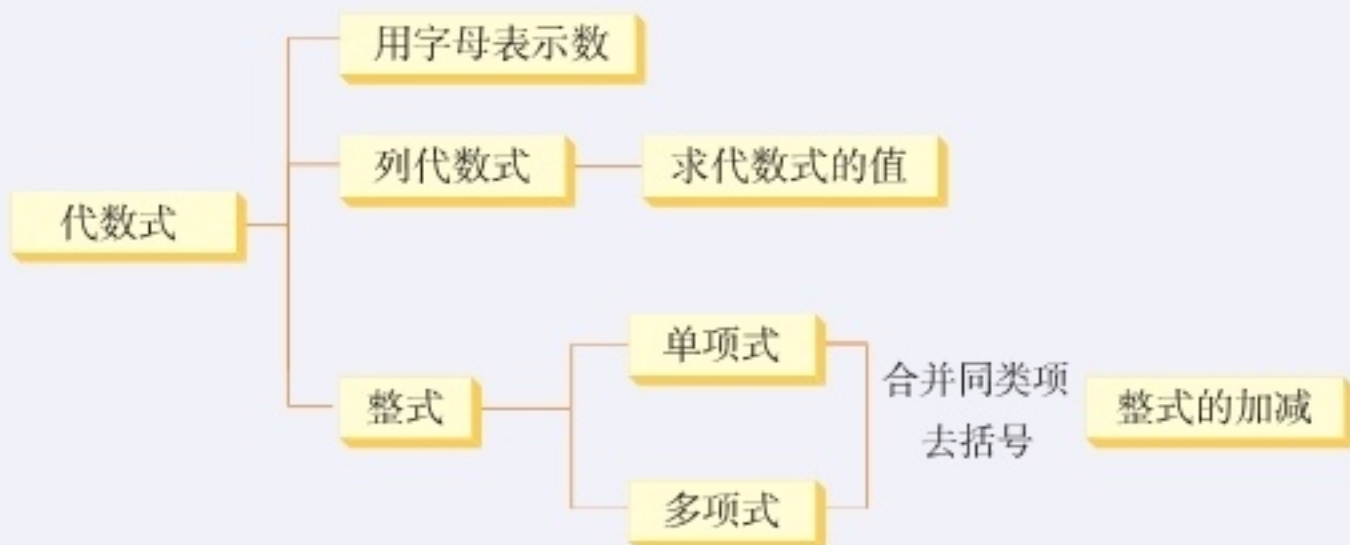 用字母表示数
列代数式
求代数式的值
代数式
单项式
合并同类项
去括号
整式
整式的加减
多项式